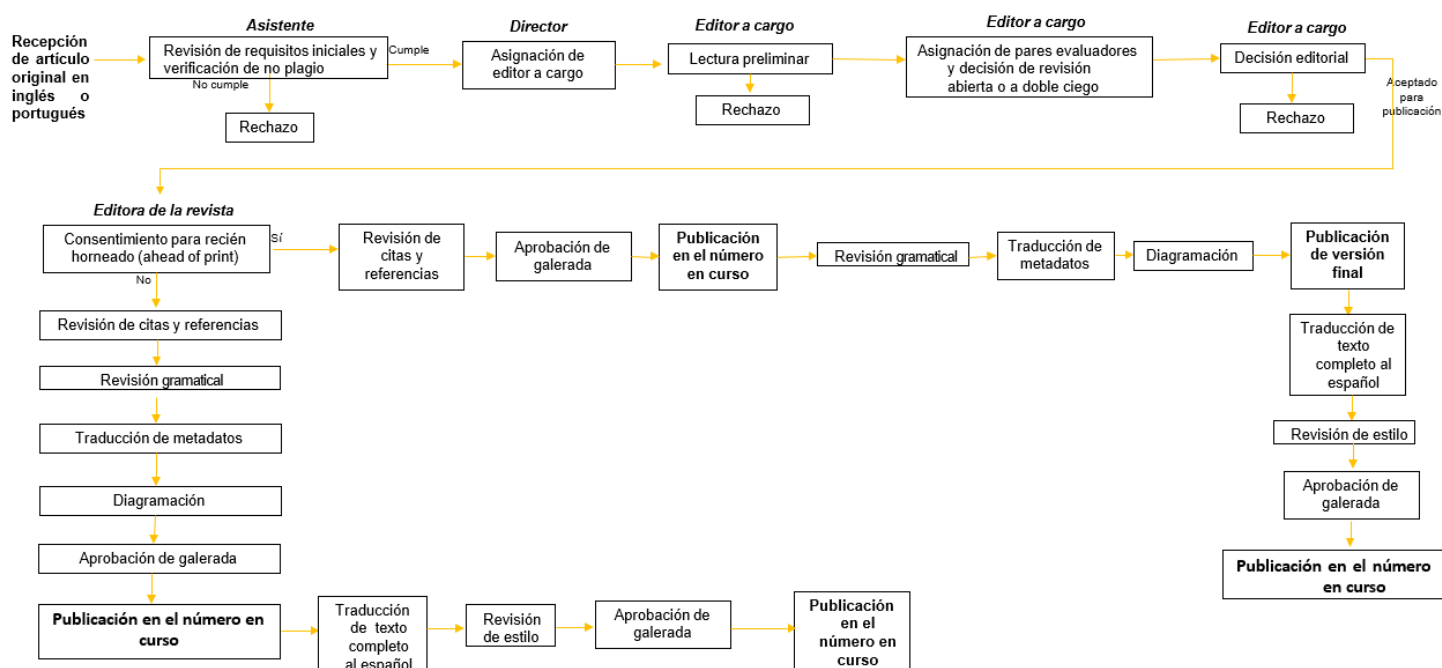 Recepción
de artículo
original en
inglés o
portugués
Asistente
Revisión de requisitos iniciales y
verificación de no plagio
Cumple
No cumple
Rechazo
Director
Asignación de
editor a cargo
Editor a cargo
Lectura preliminar
Rechazo
Editor a cargo
Asignación de pares evaluadores
y decisión de revisión
abierta o a doble ciego
Editor a cargo
Decisión editorial
Rechazo
Aceptado
para
publicación
Editora de la revista
Consentimiento para recién
horneado (ahead of print)
Sí
No
Revisión de
citas y
referencias
Aprobación de
galerada
Publicación
en el número
en curso
Revisión gramatical
Traducción de
metadatos
Diagramación
Publicación
de versión
final
Traducción de
texto
completo al
español
Revisión de estilo
Aprobación de
galerada
Publicación en el número
en curso
Revisión de citas y referencias
Revisión gramatical
Traducción de metadatos
Diagramación
Aprobación de galerada
Publicación en el número en
curso
Traducción
de texto
completo
al español
Revisión
de estilo
Aprobación de
galerada
Publicación
en el
número en
curso